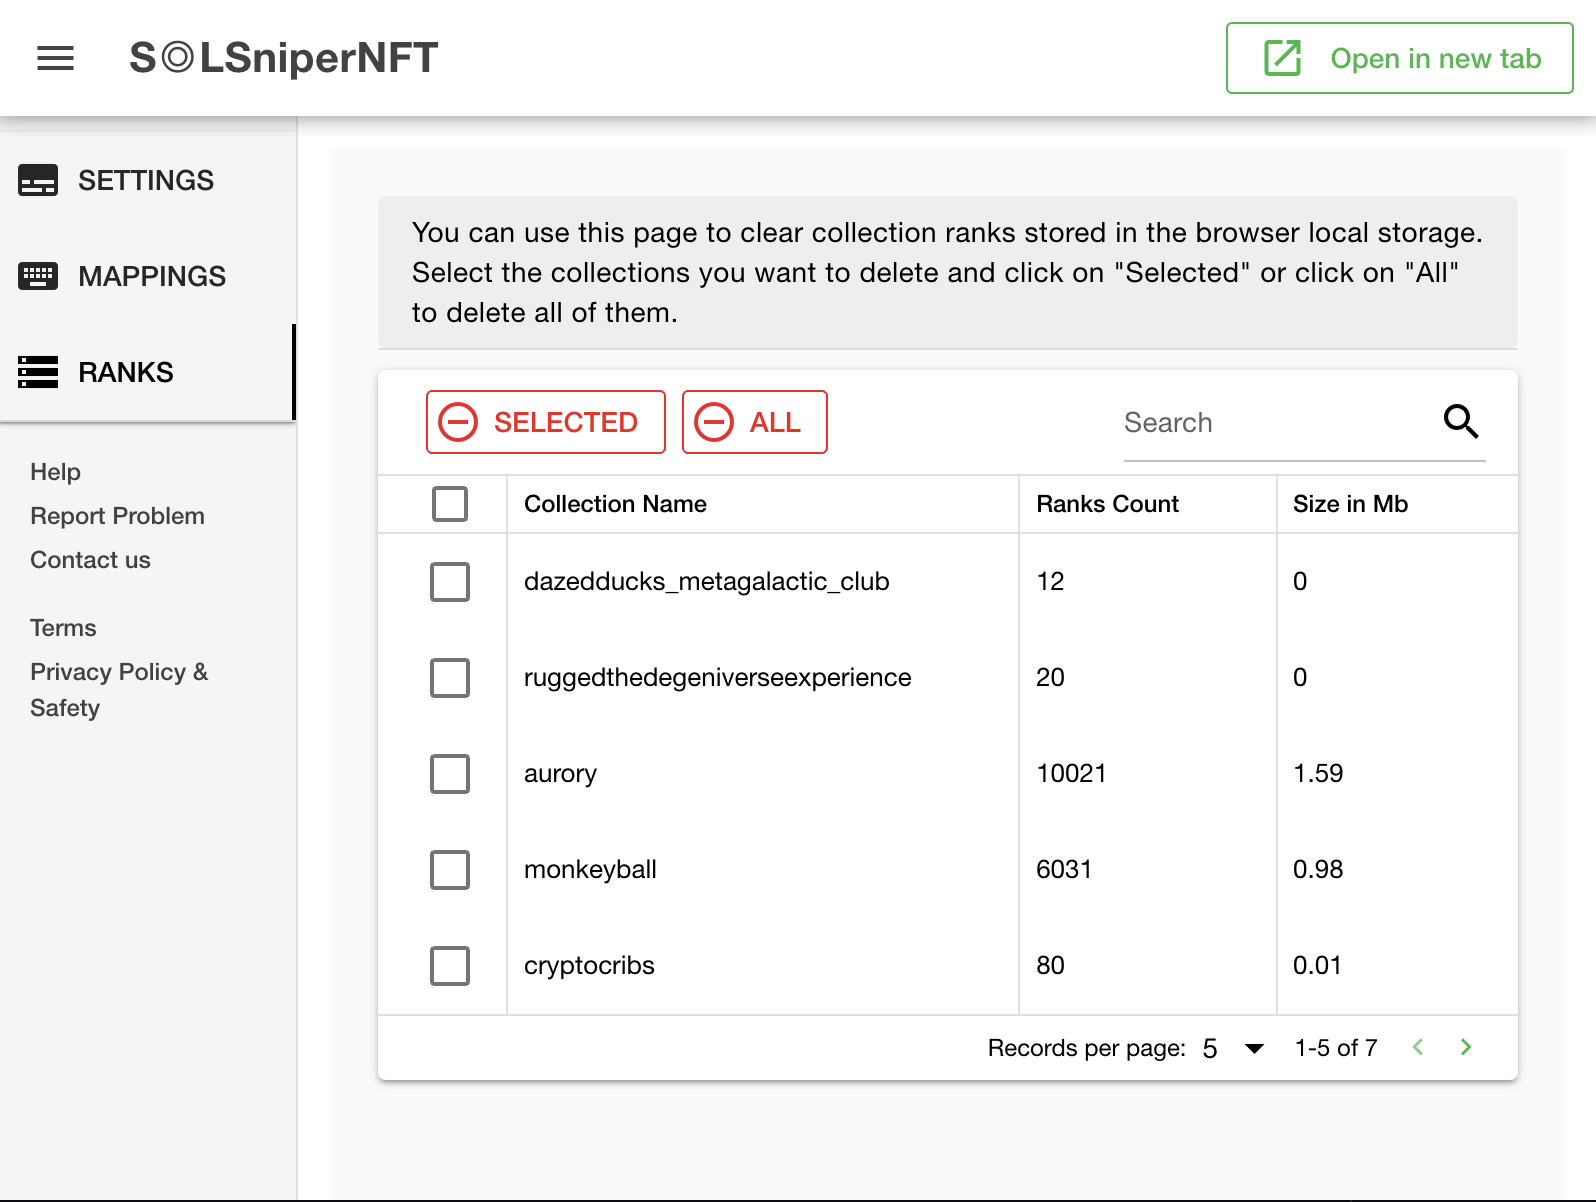 SOLSniperNFT
Open in new tab
SETTINGS
MAPPINGS
RANKS
Help
Report Problem
Contact us
Terms
Privacy Policy &
Safety
You can use this page to clear collection ranks stored in the browser local storage.
Select the collections you want to delete and click on "Selected" or click on "All"
to delete all of them.
SELECTED ALL Search
Collection Name Ranks Count Size in Mb
dazedducks_metagalactic_club 12 0
ruggedthedegeniverseexperience 20 0
aurory 10021 1.59
monkeyball 6031 0.98
cryptocribs 80 0.01
Records per page: 5 1-5 of 7